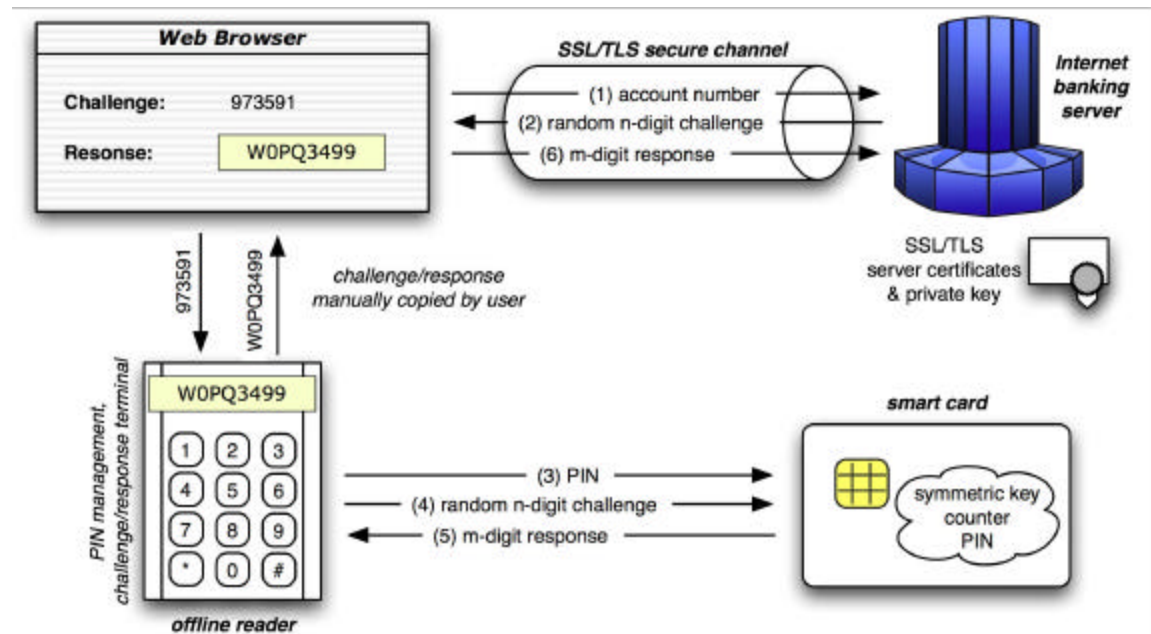 Web Browser
Challenge: 973591
Resonse: W0PQ3499
SSL/TLS secure channel
(1) account number
(2) random n-digit challenge
(6) m-digit response
Internet
banking
server
SSL/TLS
server certificates
& private key
973591
W0PQ3499
challenge/response
manually copied by user
PIN management,
challenge/response terminal
W0PQ3499
1 2 3
4 5 6
7 8 9
* 0 #
offline reader
(3) PIN
(4) random n-digit challenge
(5) m-digit response
smart card
symmetric key
counter
PIN